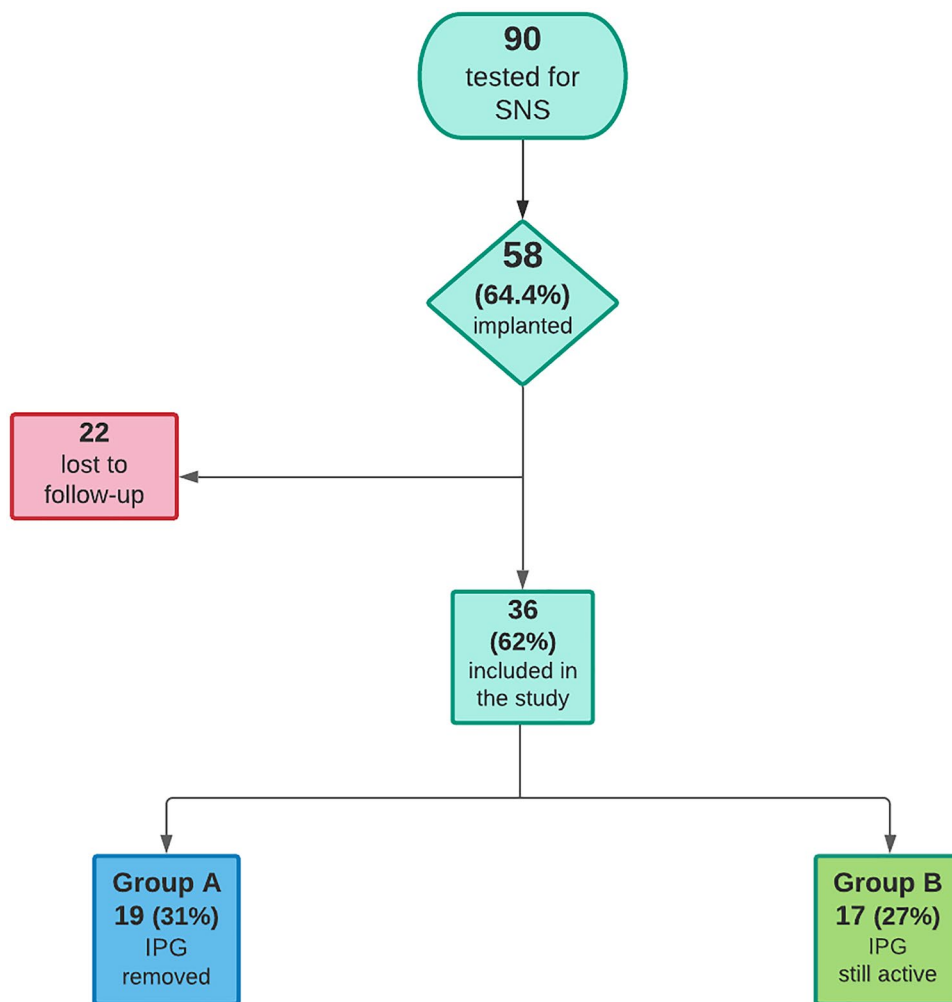 90
tested for
SNS
58
(64.4%)
implanted
22
lost to
follow-up
36
(62%)
included in
the study
Group A
19 (31%)
IPG
removed
Group B
17 (27%)
IPG
still active